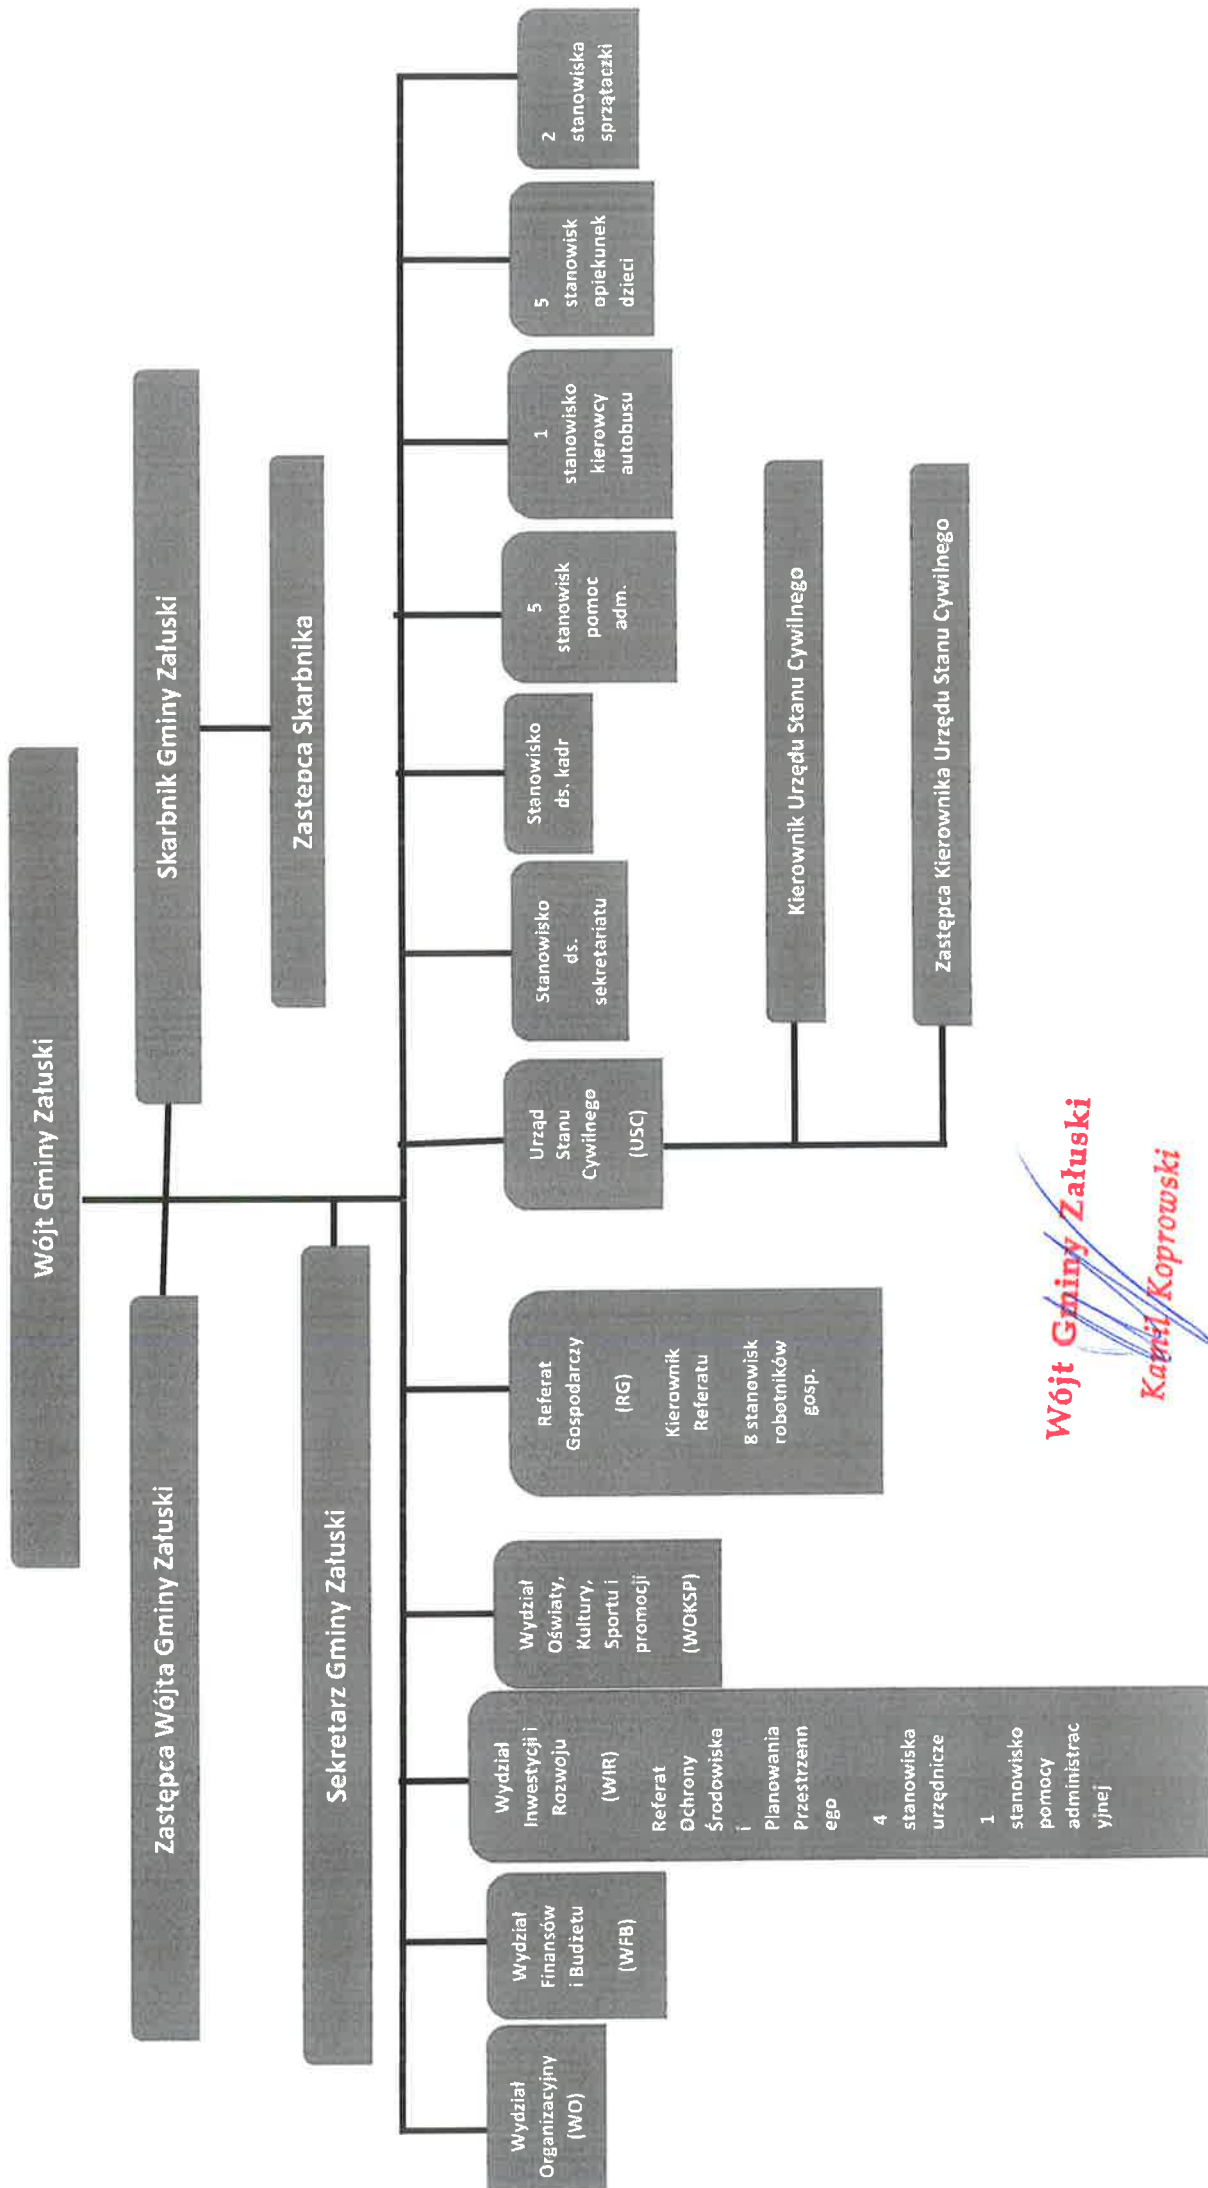 Wójt Gminy Załuski
Zastępca Wójta Gminy Załuski
Skarbnik Gminy Załuski
Zastepca Skarbnika
Sekretarz Gminy Załuski
Wydział
Organizacyjny
(WO)
Wydział
Finansów
i Budżetu
(WFB)
Wydział
Inwestycji i
Rozwoju
(WIR)
Referat
Ochrony
Środowiska
i
Planowania
Przestrzenn
ego
4
stanowiska
urzędnicze
1
stanowisko
pomocy
administrac
yjnej
Wydział
Oświaty,
Kultury,
Sportu i
promocji
(WOKSP)
Referat
Gospodarczy
(RG)
Kierownik
Referatu
8 stanowisk
robotników
gosp.
Urząd
Stanu
Cywilnego
(USC)
Stanowisko
ds.
sekretariatu
Stanowisko
ds. kadr
5
stanowisk
pomoc
adm.
1
stanowisko
kierowcy
autobusu
5
stanowisk
opiekunek
dzieci
2
stanowiska
sprzątaczki
Kierownik Urzędu Stanu Cywilnego
Zastępca Kierownika Urzędu Stanu Cywilnego
Wójt Gminy Załuski
Kamil Koprowski